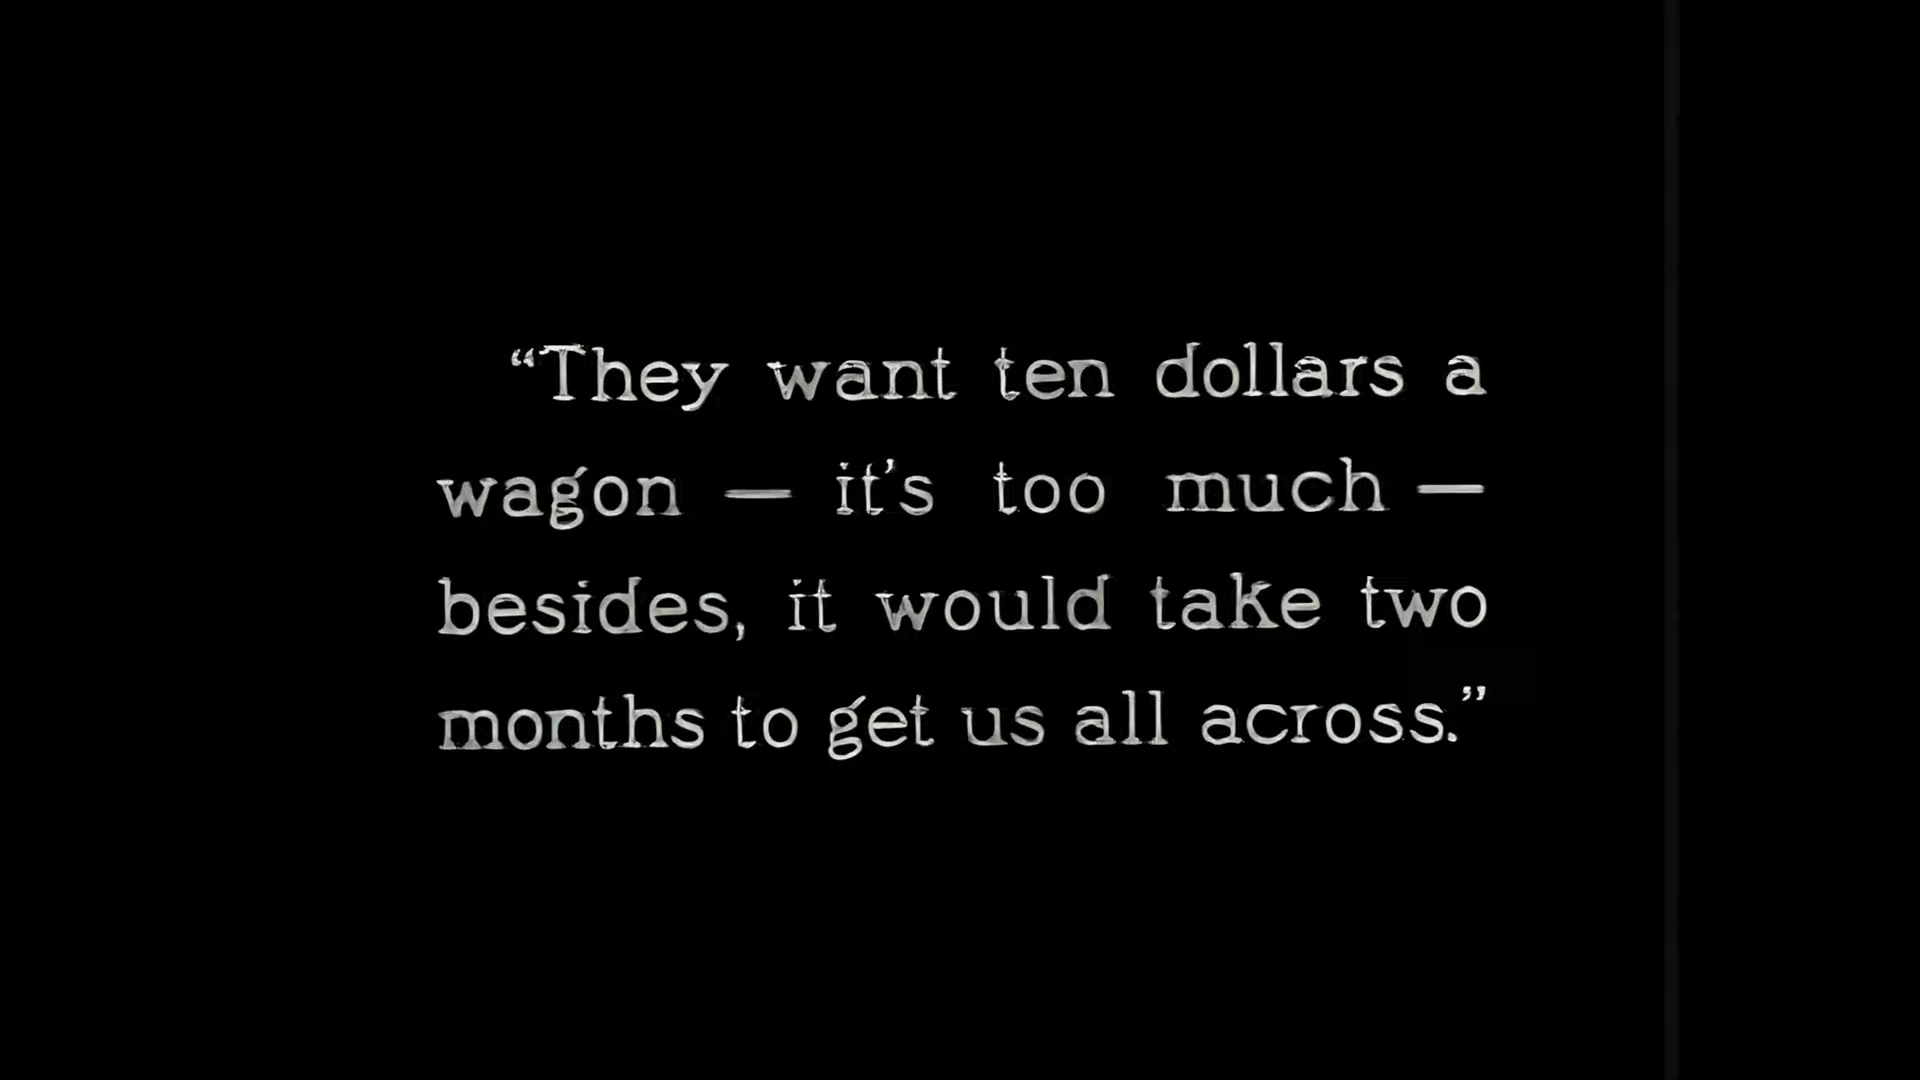 “They want ten dollars a
wagon — it's too much —
besides, it would take two
months to get us all across.”